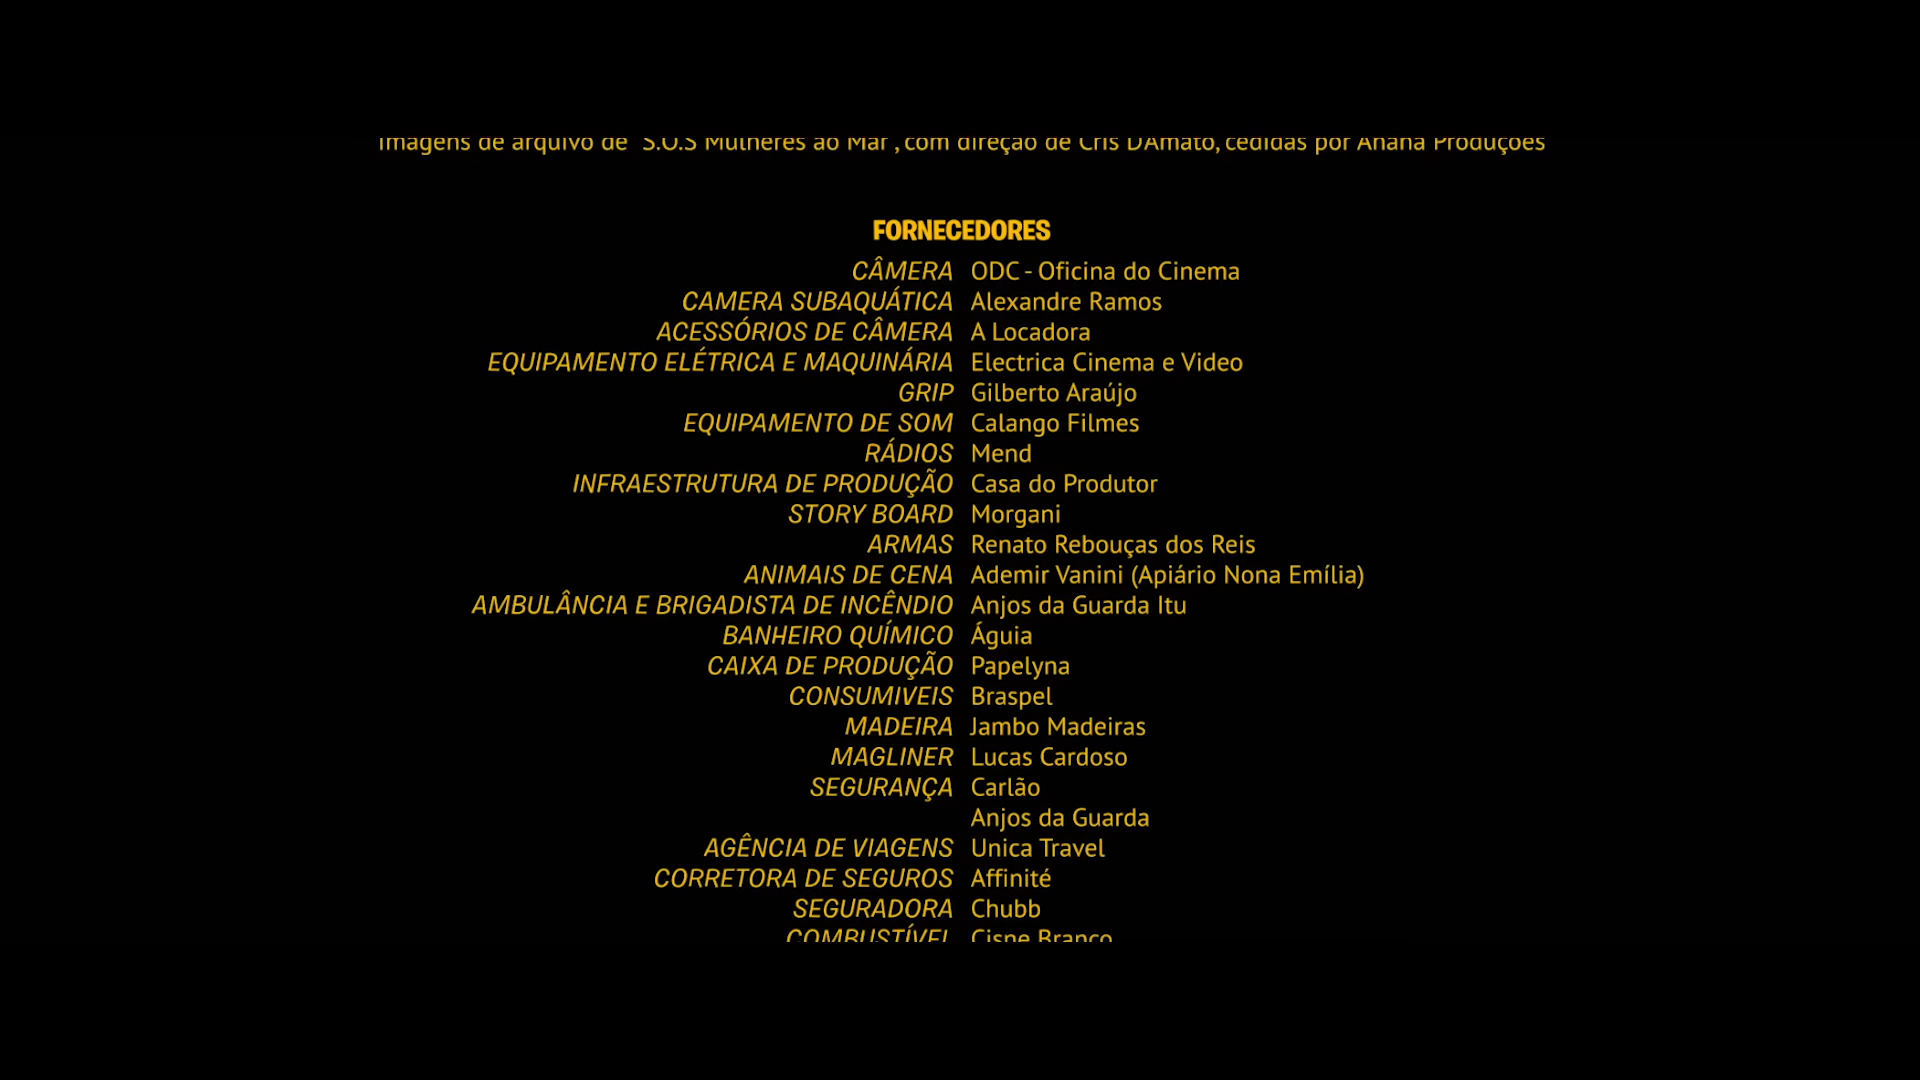 Imagens de arquivo de "S.O.S Mulheres ao Mar", com direção de Cris D'Amato, cedidas por Ananã Produções
FORNECEDORES
CÂMERA ODC - Oficina do Cinema
CAMERA SUBAQUÁTICA Alexandre Ramos
ACESSÓRIOS DE CÂMERA A Locadora
EQUIPAMENTO ELÉTRICA E MAQUINÁRIA Electrica Cinema e Video
GRIP Gilberto Araújo
EQUIPAMENTO DE SOM Calango Filmes
RÁDIOS Mend
INFRAESTRUTURA DE PRODUÇÃO Casa do Produtor
STORY BOARD Morgani
ARMAS Renato Rebouças dos Reis
ANIMAIS DE CENA Ademir Vanini (Apiário Nona Emília)
AMBULÂNCIA E BRIGADISTA DE INCÊNDIO Anjos da Guarda Itu
BANHEIRO QUÍMICO Águia
CAIXA DE PRODUÇÃO Papelyna
CONSUMIVEIS Braspel
MADEIRA Jambo Madeiras
MAGLINER Lucas Cardoso
SEGURANÇA Carlão
Anjos da Guarda
AGÊNCIA DE VIAGENS Unica Travel
CORRETORA DE SEGUROS Affinité
SEGURADORA Chubb
COMBUSTÍVEL Cisne Branco